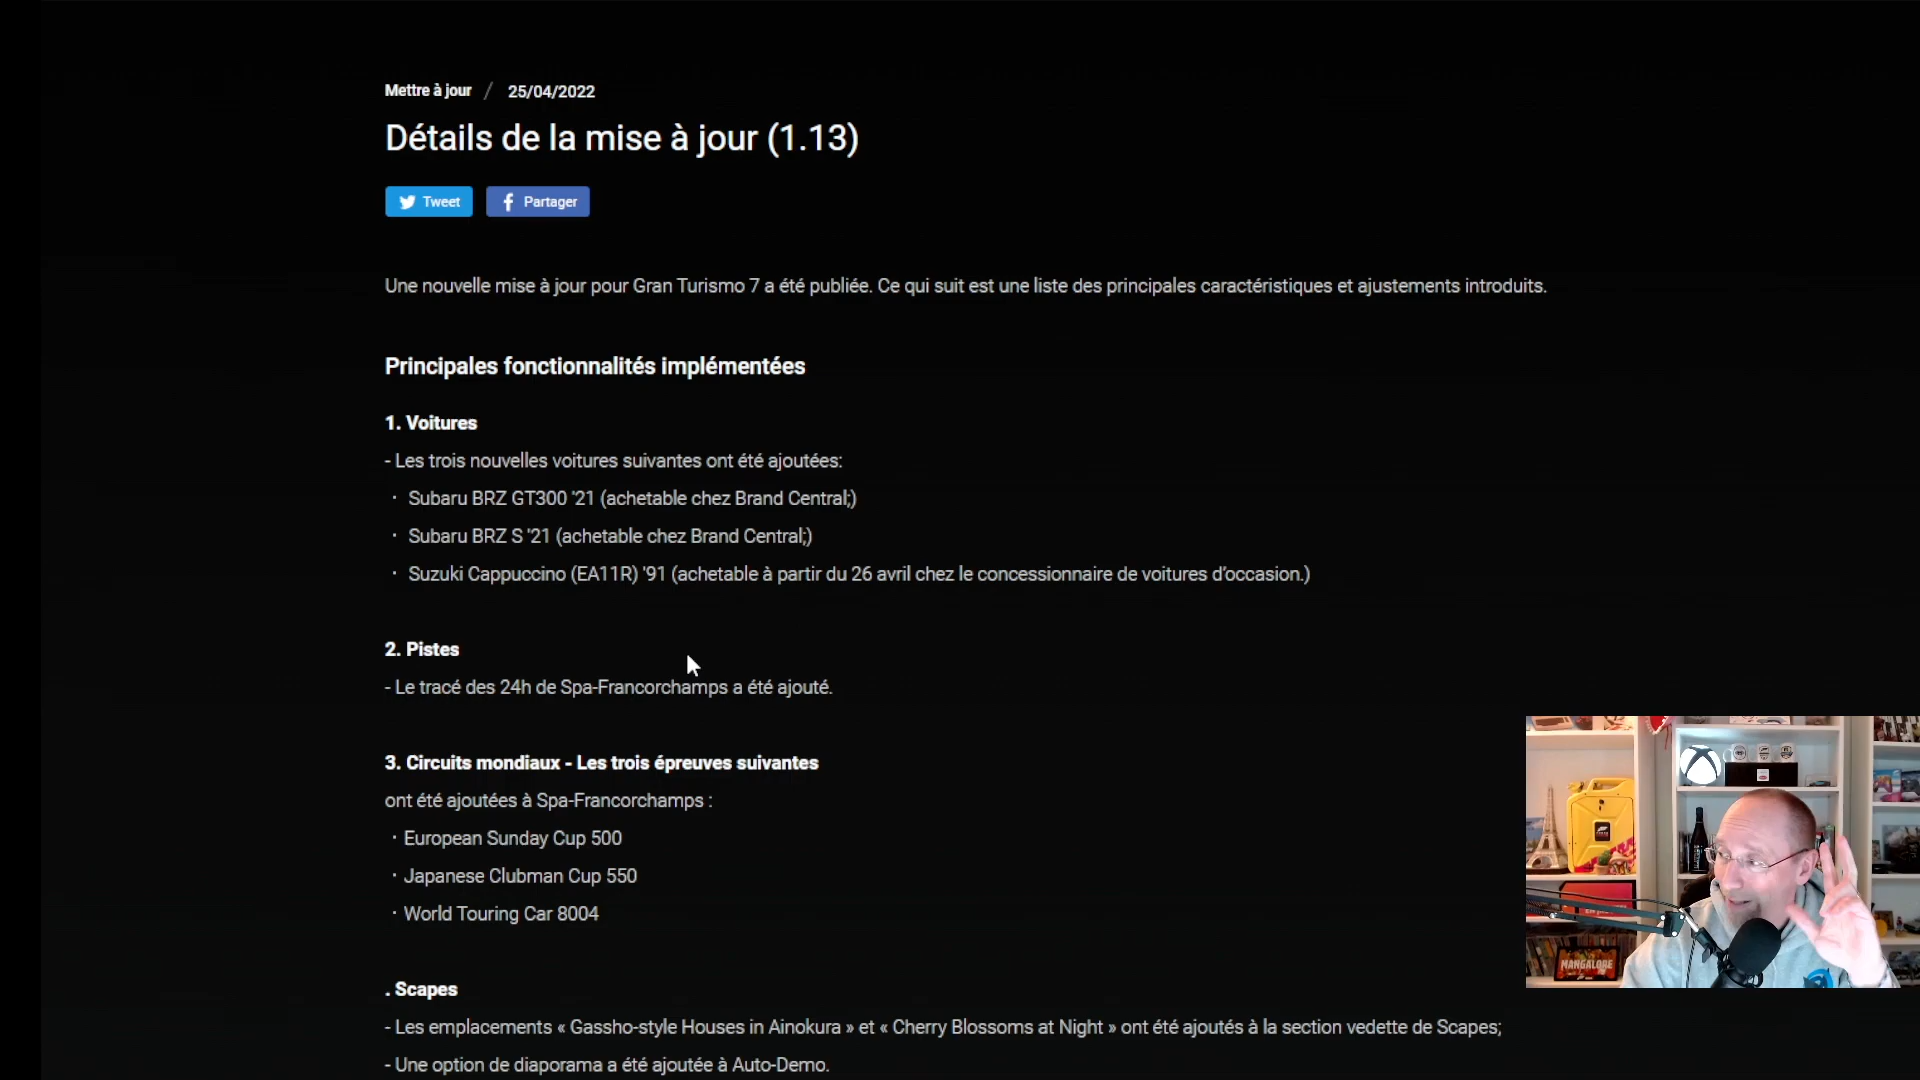 Mettre à jour / 25/04/2022
Détails de la mise à jour (1.13)
Tweet
Partager
Une nouvelle mise à jour pour Gran Turismo 7 a été publiée. Ce qui suit est une liste des principales caractéristiques et ajustements introduits.
Principales fonctionnalités implémentées
1. Voitures
- Les trois nouvelles voitures suivantes ont été ajoutées:
· Subaru BRZ GT300 '21 (achetable chez Brand Central;)
· Subaru BRZ S '21 (achetable chez Brand Central;)
· Suzuki Cappuccino (EA11R) '91 (achetable à partir du 26 avril chez le concessionnaire de voitures d'occasion.)
2. Pistes
- Le tracé des 24h de Spa-Francorchamps a été ajouté.
3. Circuits mondiaux - Les trois épreuves suivantes
ont été ajoutées à Spa-Francorchamps :
· European Sunday Cup 500
· Japanese Clubman Cup 550
· World Touring Car 8004
. Scapes
- Les emplacements « Gassho-style Houses in Ainokura » et « Cherry Blossoms at Night » ont été ajoutés à la section vedette de Scapes;
- Une option de diaporama a été ajoutée à Auto-Demo.
MANGALORE